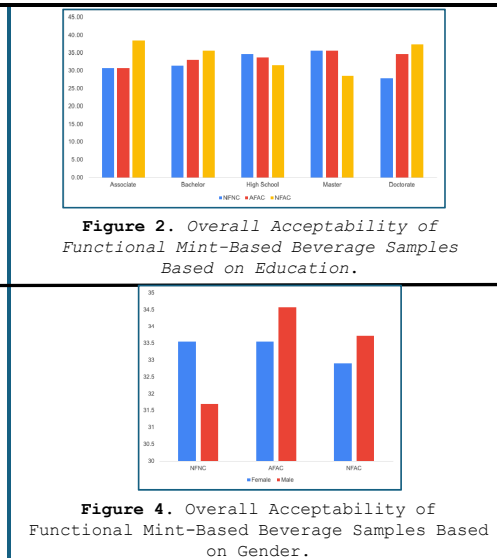 45.00
40.00
35.00
30.00
25.00
20.00
15.00
10.00
5.00
0.00
Associate Bachelor High School Master Doctorate
NFNC AFAC NFAC
Figure 2. Overall Acceptability of
Functional Mint-Based Beverage Samples
Based on Education.
35
34.5
34
33.5
33
32.5
32
31.5
31
30.5
30
NFNC AFAC NFAC
Female Male
Figure 4. Overall Acceptability of
Functional Mint-Based Beverage Samples Based
on Gender.